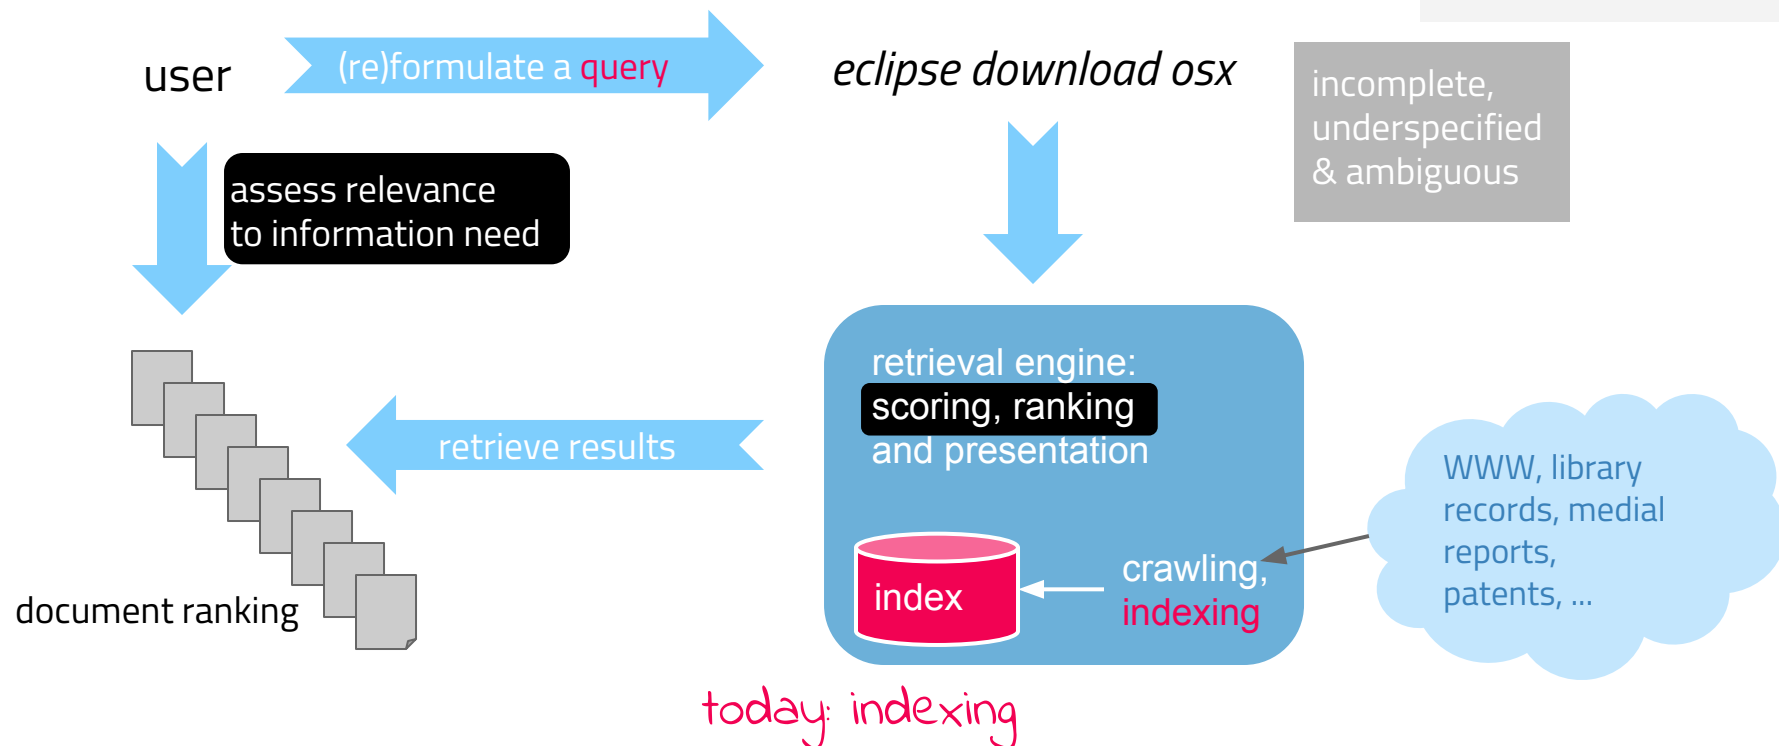 user
(re)formulate a query
eclipse download osx
incomplete,
underspecified
& ambiguous
assess relevance
to information need
retrieval engine:
scoring, ranking
and presentation
retrieve results
WWW, library
records, medial
reports,
patents, ...
crawling,
indexing
index
document ranking
today: indexing